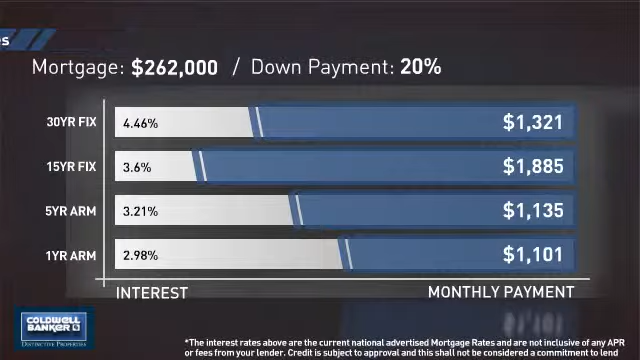 Mortgage: $262,000 / Down Payment: 20%
30YR FIX 4.46% $1,321
15YR FIX 3.6% $1,885
5YR ARM 3.21% $1,135
1YR ARM 2.98% $1,101
INTEREST MONTHLY PAYMENT
COLDWELL
BANKER
DISTINCTIVE PROPERTIES
*The interest rates above are the current national advertised Mortgage Rates and are not inclusive of any APR
or fees from your lender. Credit is subject to approval and this shall not be considered a commitment to lend